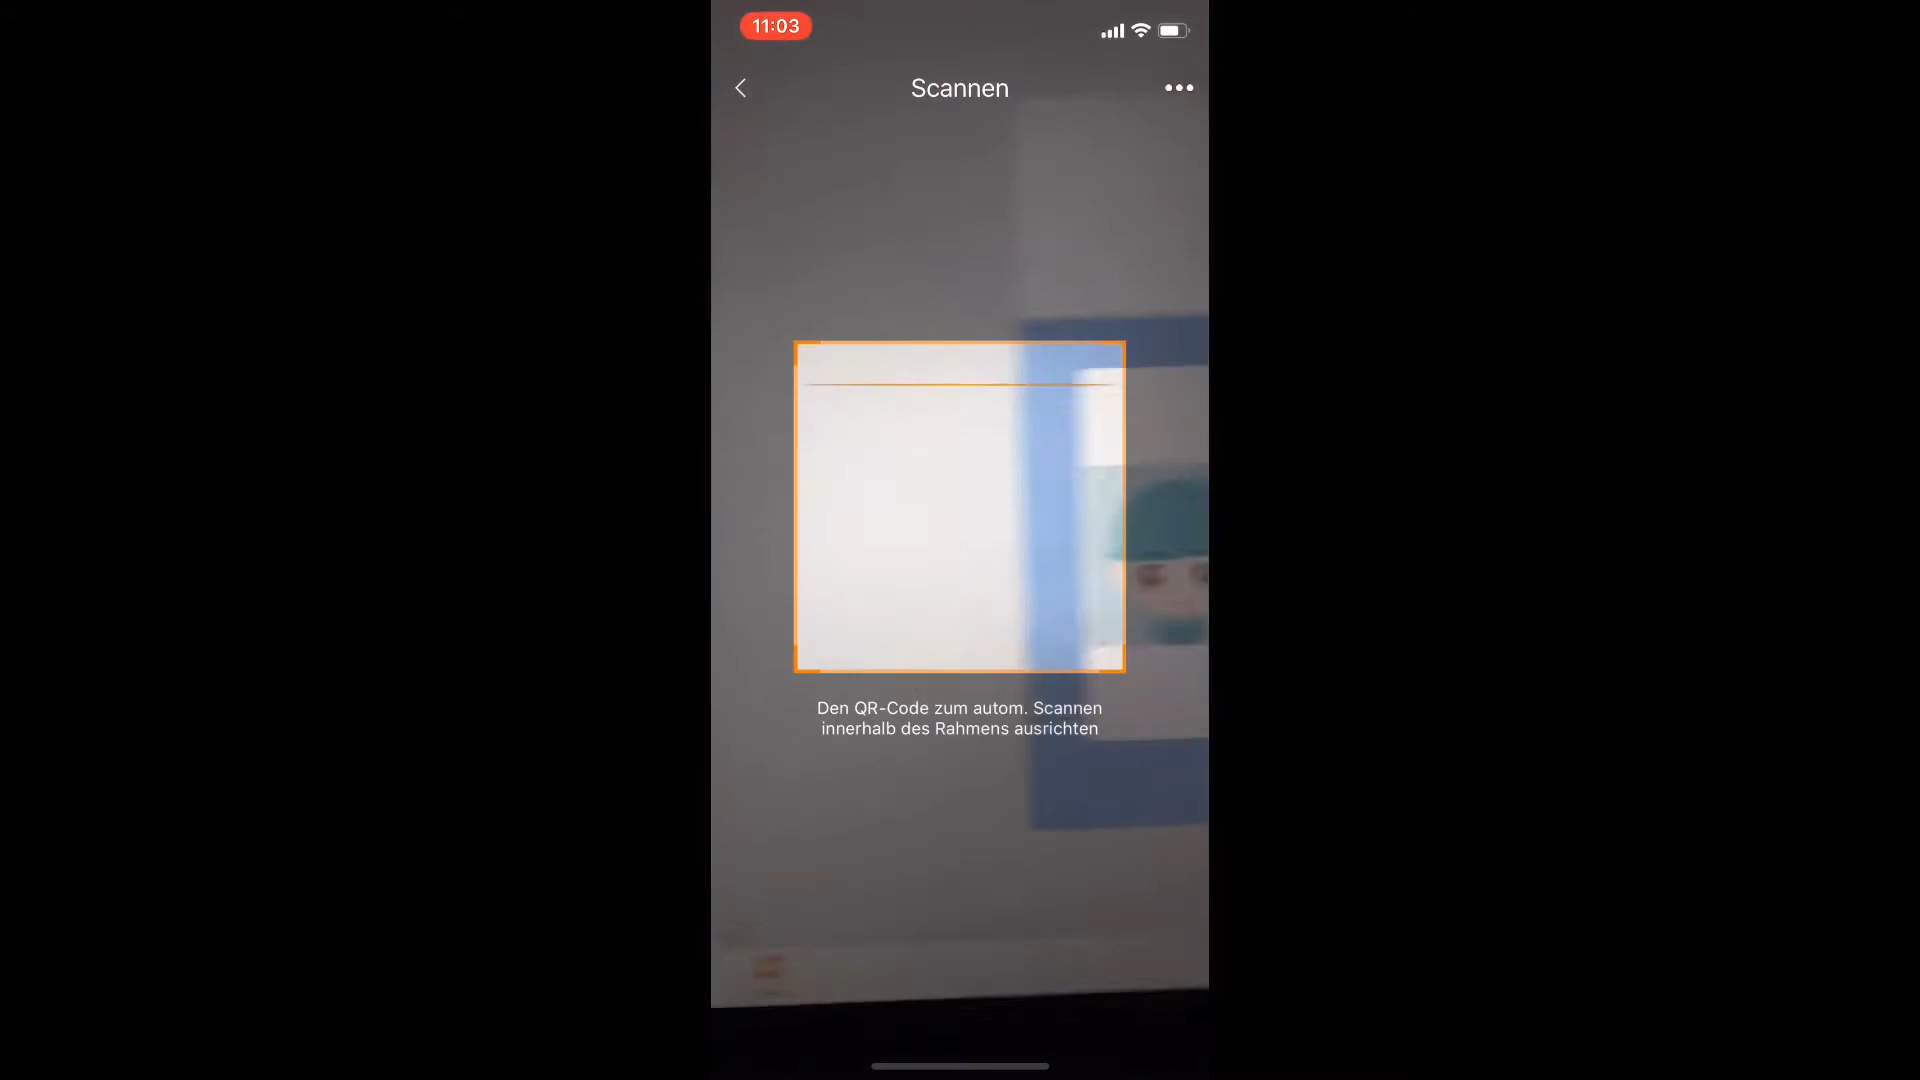 11:03
Scannen
Den QR-Code zum autom. Scannen
innerhalb des Rahmens ausrichten